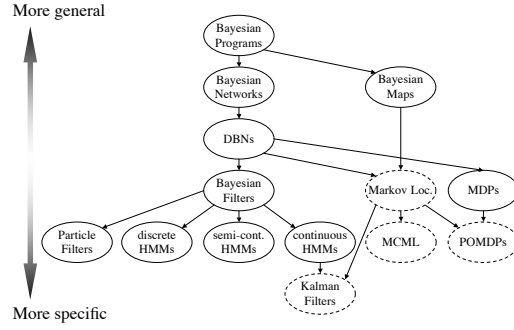 More general
Bayesian
Programs
Bayesian
Networks
Bayesian
Maps
DBNs
Bayesian
Filters
Markov Loc.
MDPs
Particle
Filters
discrete
HMMs
semi-cont.
HMMs
continuous
HMMs
MCML
POMDPs
Kalman
Filters
More specific